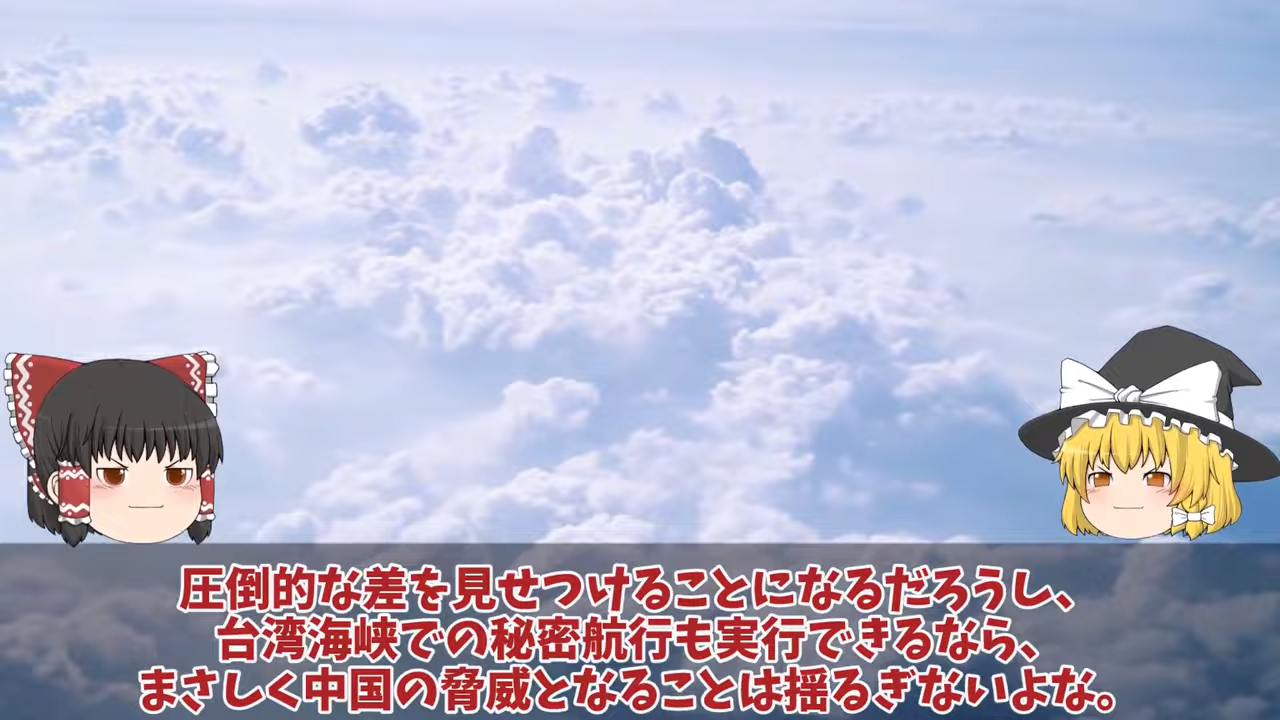 圧倒的な差を見せつけることになるだろうし、
台湾海峡での秘密航行も実行できるなら、
まさしく中国の脅威となることは揺るぎないよな。